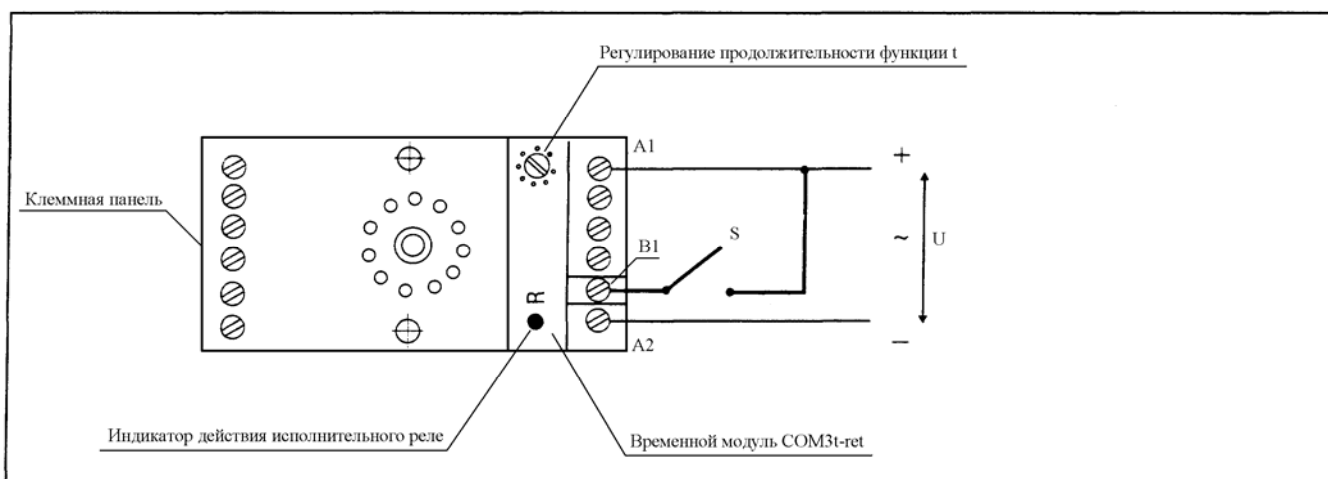 Регулирование продолжительности функции t
A1
+
Клеммная панель
B1
S
~
U
R
A2
−
Индикатор действия исполнительного реле
Временной модуль COM3t-ret